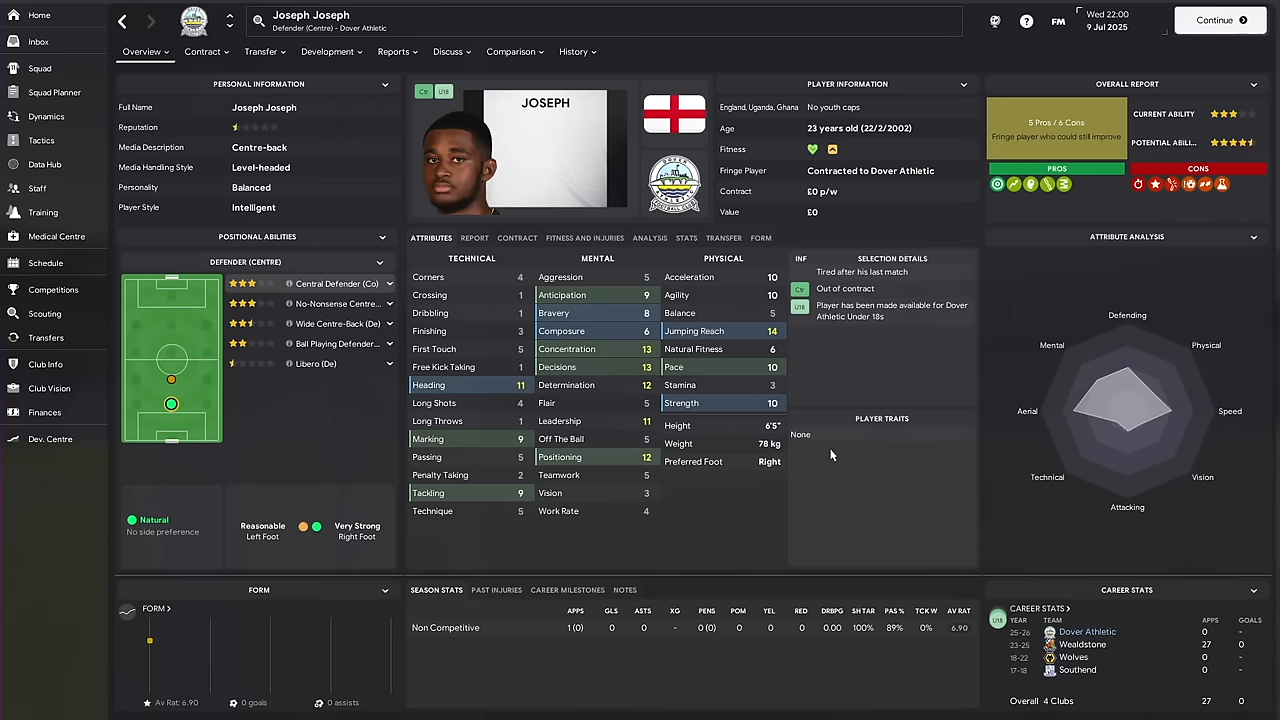 Home
Inbox
Squad
Squad Planner
Dynamics
Tactics
Data Hub
Staff
Training
Medical Centre
Schedule
Competitions
Scouting
Transfers
Club Info
Club Vision
Finances
Dev. Centre
Joseph Joseph
Defender (Centre) - Dover Athletic
FM
Wed 22:00
9 Jul 2025
Continue
Overview Contract Transfer Development Reports Discuss Comparison History
PERSONAL INFORMATION
Full Name Joseph Joseph
Reputation
Media Description Centre-back
Media Handling Style Level-headed
Personality Balanced
Player Style Intelligent
Ctr U18
JOSEPH
PLAYER INFORMATION
England, Uganda, Ghana No youth caps
Age 23 years old (22/2/2002)
Fitness
Fringe Player Contracted to Dover Athletic
Contract £0 p/w
Value £0
OVERALL REPORT
5 Pros / 6 Cons
Fringe player who could still improve
CURRENT ABILITY
POTENTIAL ABILI...
PROS CONS
POSITIONAL ABILITIES
DEFENDER (CENTRE)
Central Defender (Co)
No-Nonsense Centre...
Wide Centre-Back (De)
Ball Playing Defender...
Libero (De)
Natural
No side preference
Reasonable
Left Foot
Very Strong
Right Foot
ATTRIBUTES REPORT CONTRACT FITNESS AND INJURIES ANALYSIS STATS TRANSFER FORM
TECHNICAL
Corners 4
Crossing 1
Dribbling 1
Finishing 3
First Touch 5
Free Kick Taking 1
Heading 11
Long Shots 4
Long Throws 1
Marking 9
Passing 5
Penalty Taking 2
Tackling 9
Technique 5
MENTAL
Aggression 5
Anticipation 9
Bravery 8
Composure 6
Concentration 13
Decisions 13
Determination 12
Flair 5
Leadership 11
Off The Ball 5
Positioning 12
Teamwork 5
Vision 3
Work Rate 4
PHYSICAL
Acceleration 10
Agility 10
Balance 5
Jumping Reach 14
Natural Fitness 6
Pace 10
Stamina 3
Strength 10
Height 6'5"
Weight 78 kg
Preferred Foot Right
INF SELECTION DETAILS
Tired after his last match
Ctr Out of contract
U18 Player has been made available for Dover
Athletic Under 18s
PLAYER TRAITS
None
ATTRIBUTE ANALYSIS
Defending
Mental Physical
Aerial Speed
Technical Vision
Attacking
FORM
FORM
Av Rat: 6.90 0 goals 0 assists
SEASON STATS PAST INJURIES CAREER MILESTONES NOTES
APPS GLS ASTS XG PENS POM YEL RED DRBPG SH TAR PAS % TCK W AV RAT
Non Competitive 1 (0) 0 0 - 0 (0) 0 0 0 0.00 100% 89% 0% 6.90
CAREER STATS
U18 CAREER STATS
YEAR TEAM APPS GOALS
25-26 Dover Athletic 0 -
23-25 Wealdstone 27 0
18-22 Wolves 0 -
17-18 Southend 0 -
Overall 4 Clubs 27 0